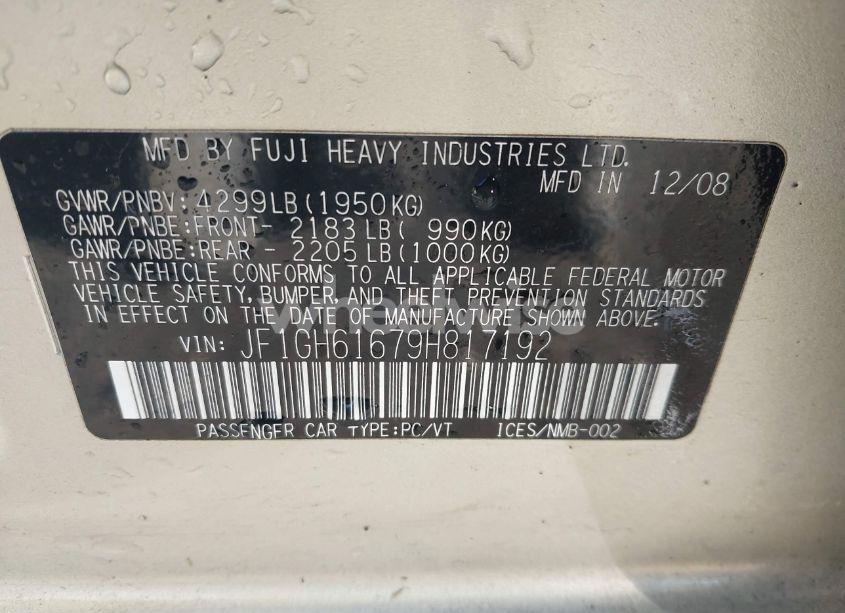 MFD BY FUJI HEAVY INDUSTRIES LTD.
MFD IN 12/08
GVWR/PNBV: 4299LB(1950KG)
GAWR/PNBE:FRONT- 2183LB( 990KG)
GAWR/PNBE:REAR - 2205LB(1000KG)
THIS VEHICLE CONFORMS TO ALL APPLICABLE FEDERAL MOTOR
VEHICLE SAFETY, BUMPER, AND THEFT PREVENTION STANDARDS
IN EFFECT ON THE DATE OF MANUFACTURE SHOWN ABOVE.
VIN: JF1GH61679H817192
PASSENGER CAR TYPE:PC/VT ICES/NMB-002